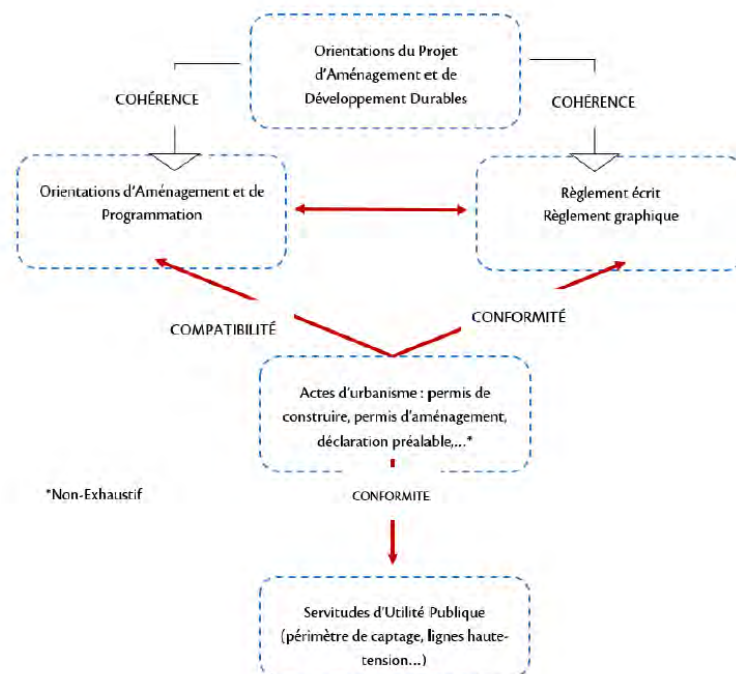 Orientations du Projet
d'Aménagement et de
Développement Durables
COHÉRENCE
COHÉRENCE
Orientations d'Aménagement et de
Programmation
Règlement écrit
Règlement graphique
COMPATIBILITÉ
CONFORMITÉ
Actes d'urbanisme : permis de
construire, permis d'aménagement,
déclaration préalable,...*
*Non-Exhaustif
CONFORMITE
Servitudes d'Utilité Publique
(périmètre de captage, lignes haute-
tension...)